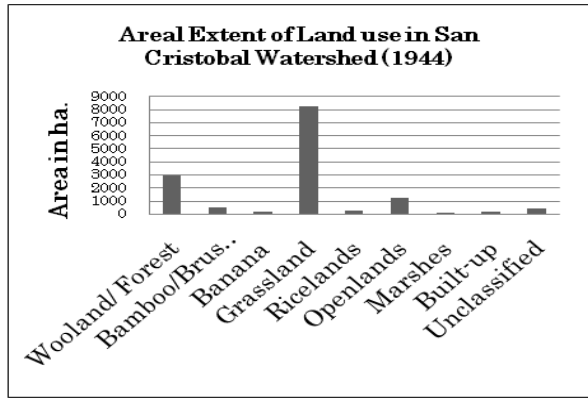 Areal Extent of Land use in San
Cristobal Watershed (1944)
Area in ha.
9000
8000
7000
6000
5000
4000
3000
2000
1000
0
Wooland/ Forest
Bamboo/Brus..
Banana
Grassland
Ricelands
Openlands
Marshes
Built-up
Unclassified